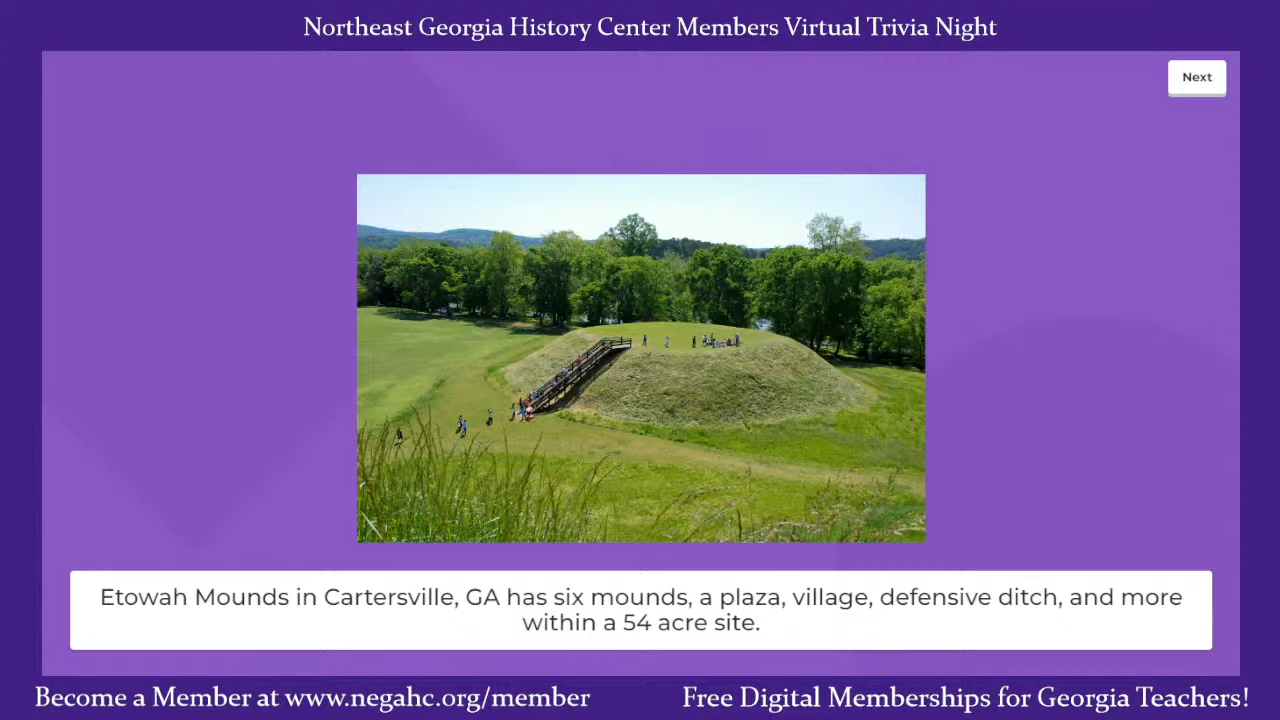 Northeast Georgia History Center Members Virtual Trivia Night
Next
Etowah Mounds in Cartersville, GA has six mounds, a plaza, village, defensive ditch, and more
within a 54 acre site.
Become a Member at www.negahc.org/member
Free Digital Memberships for Georgia Teachers!